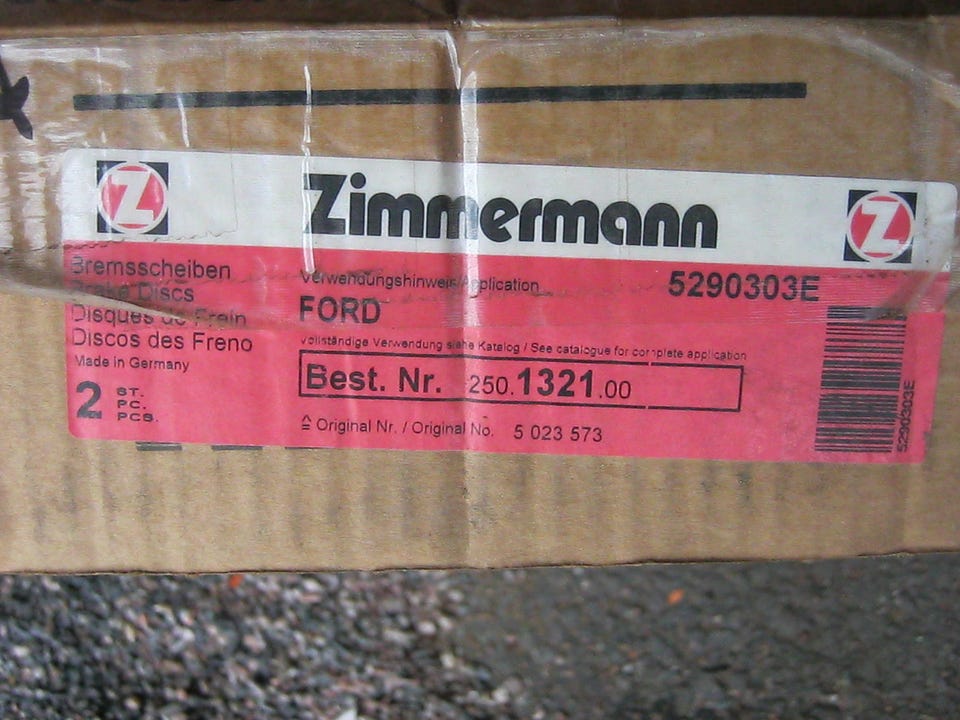 Z
Zimmermann
Z
Bremsscheiben
Brake Discs
Disques de Frein
Discos des Freno
Made in Germany
2 ST.
PC.
PCS.
Verwendungshinweis/Application
5290303E
FORD
vollständige Verwendung siehe Katalog / See catalogue for complete application
Best. Nr. 250.1321.00
≙ Original Nr. / Original No. 5 023 573
5290303E